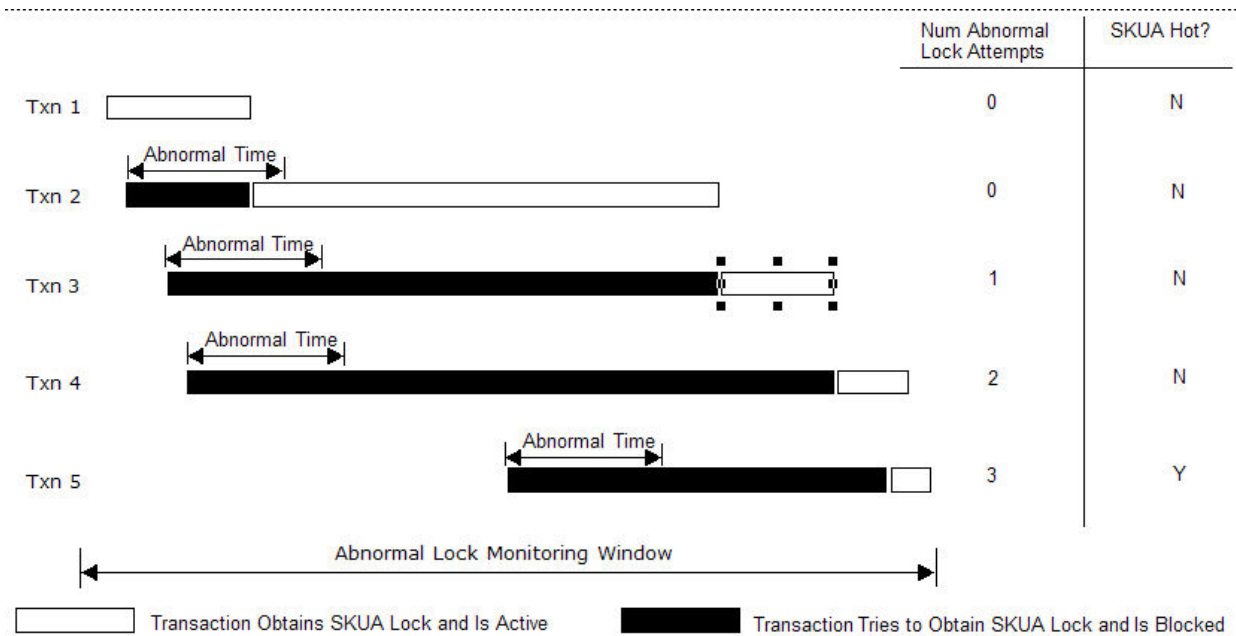 Num Abnormal
Lock Attempts
SKUA Hot?
Txn 1
0
N
Abnormal Time
Txn 2
0
N
Abnormal Time
Txn 3
1
N
Abnormal Time
Txn 4
2
N
Abnormal Time
Txn 5
3
Y
Abnormal Lock Monitoring Window
Transaction Obtains SKUA Lock and Is Active
Transaction Tries to Obtain SKUA Lock and Is Blocked